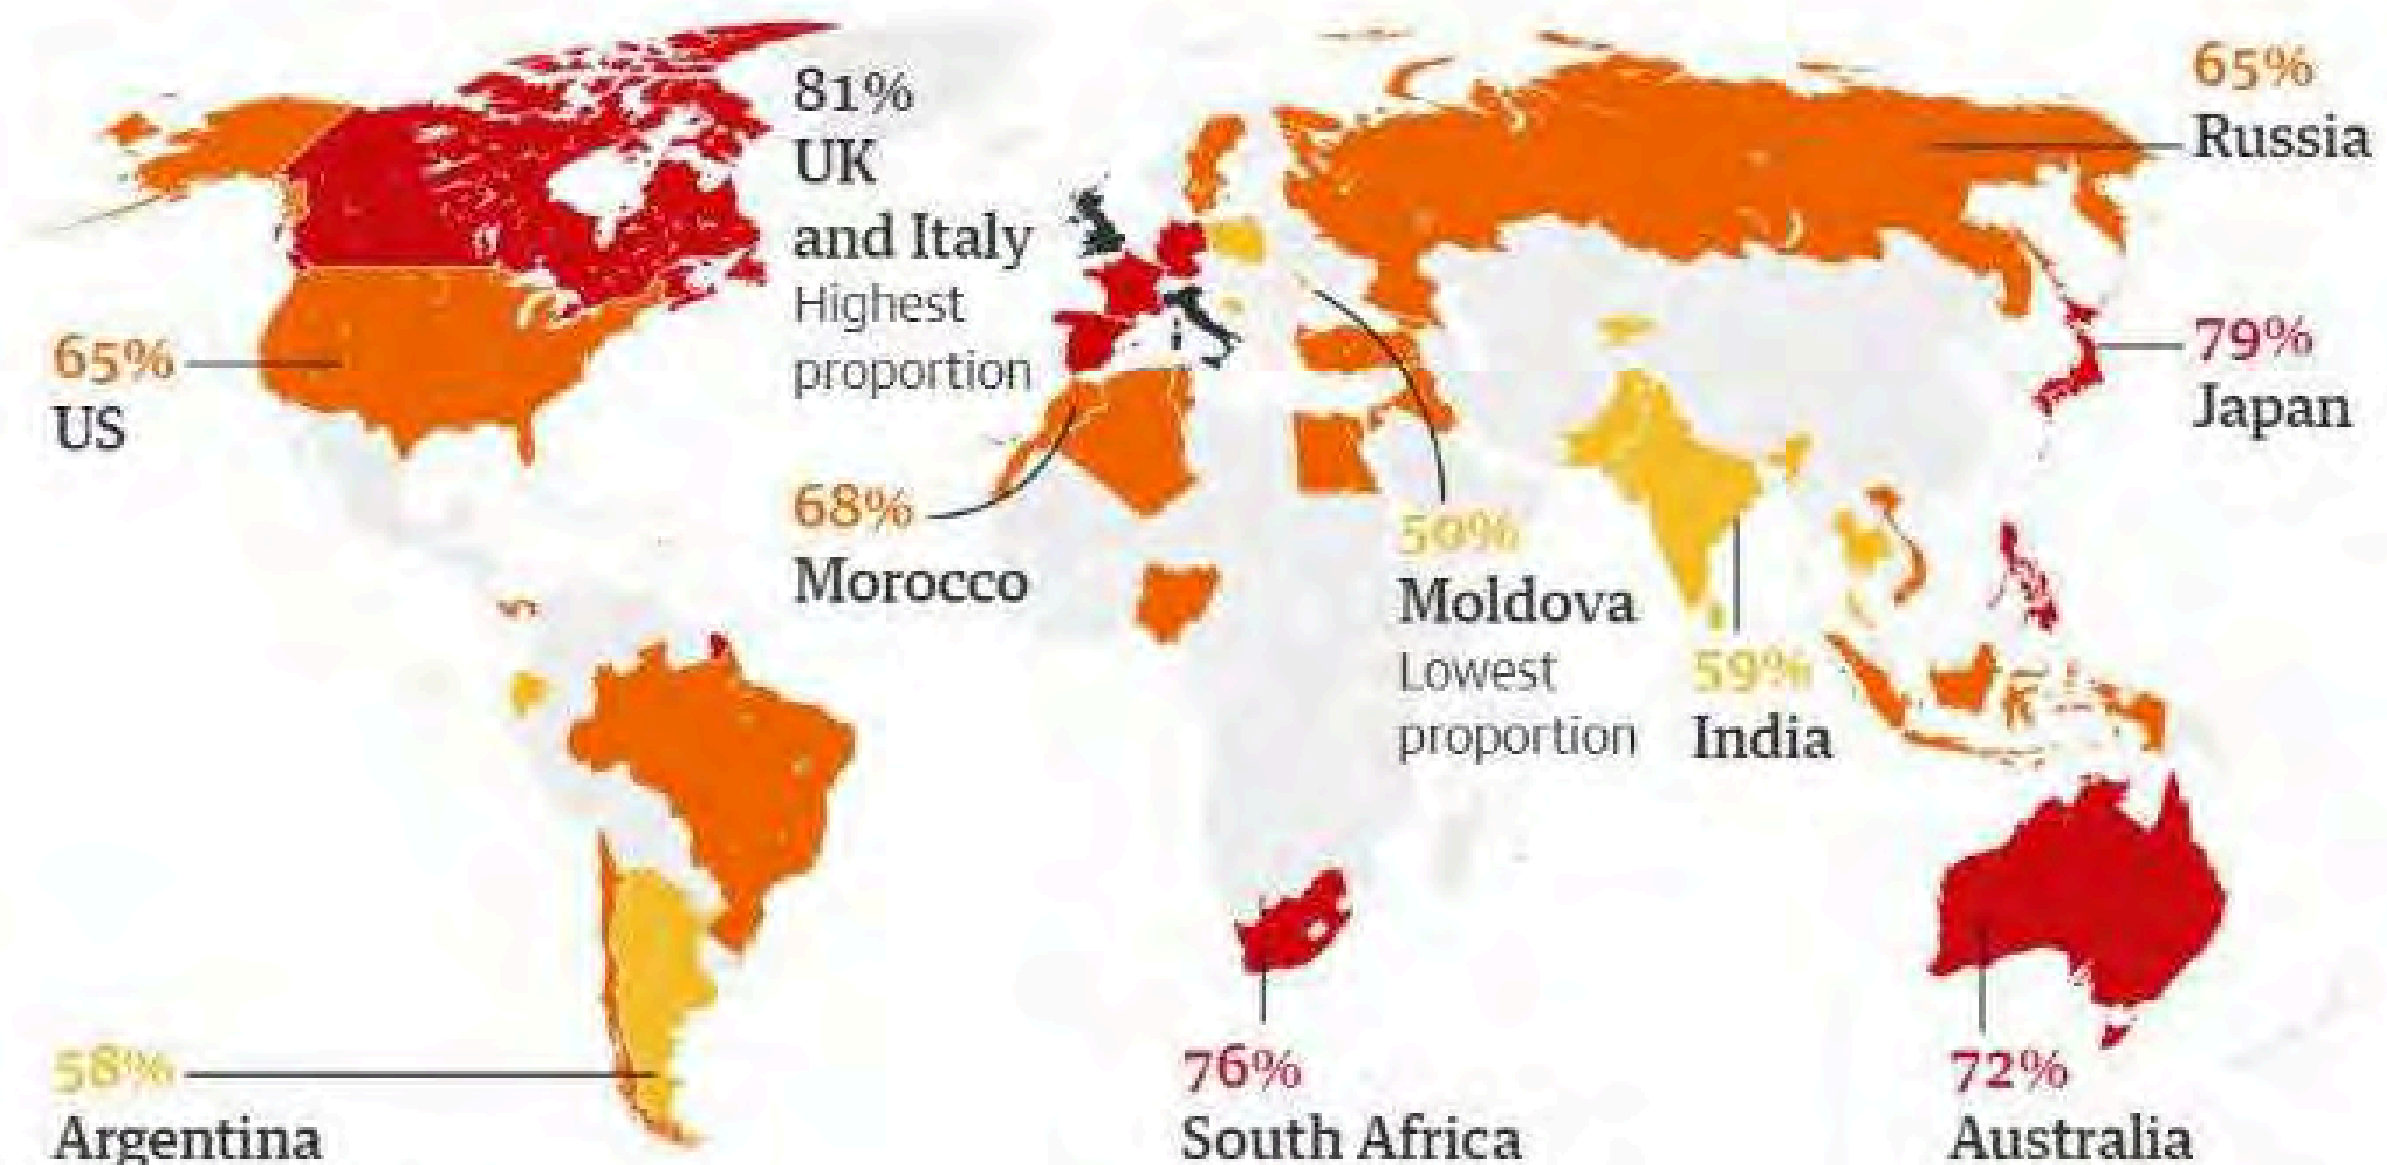 81%
UK
and Italy
Highest
proportion
65%
Russia
65%
US
79%
Japan
68%
Morocco
50%
Moldova
Lowest
proportion
59%
India
58%
Argentina
76%
South Africa
72%
Australia